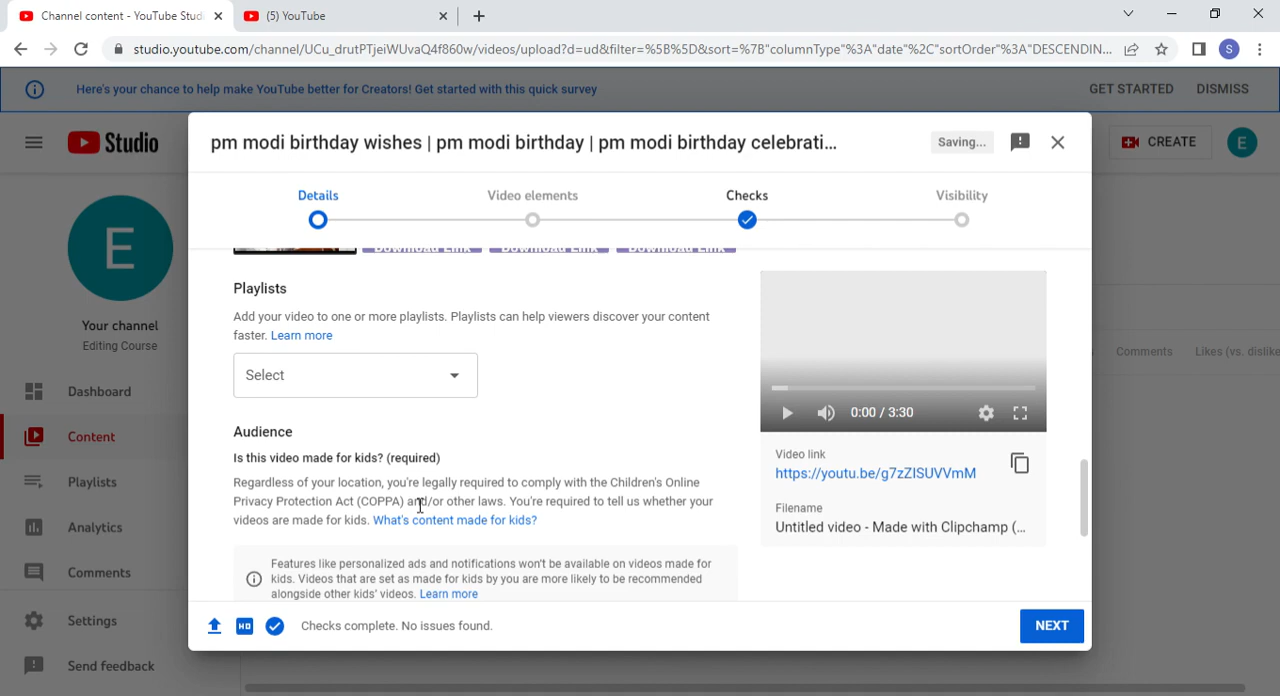 Channel content - YouTube Studi
(5) YouTube
studio.youtube.com/channel/UCu_drutPTjeiWUvaQ4f860w/videos/upload?d=ud&filter=%5B%5D&sort=%7B"columnType"%3A"date"%2C"sortOrder"%3A"DESCENDIN...
S
Here's your chance to help make YouTube better for Creators! Get started with this quick survey
GET STARTED
DISMISS
Studio
CREATE
E
pm modi birthday wishes | pm modi birthday | pm modi birthday celebrati...
Saving...
Details
Video elements
Checks
Visibility
E
Your channel
Editing Course
Dashboard
Content
Playlists
Analytics
Comments
Settings
Send feedback
Download Link
Download Link
Download Link
Playlists
Add your video to one or more playlists. Playlists can help viewers discover your content
faster. Learn more
Select
Audience
Is this video made for kids? (required)
Regardless of your location, you're legally required to comply with the Children's Online
Privacy Protection Act (COPPA) and/or other laws. You're required to tell us whether your
videos are made for kids. What's content made for kids?
Features like personalized ads and notifications won't be available on videos made for
kids. Videos that are set as made for kids by you are more likely to be recommended
alongside other kids' videos. Learn more
0:00 / 3:30
Video link
https://youtu.be/g7zZISUVVmM
Filename
Untitled video - Made with Clipchamp (...
Comments
Likes (vs. dislike
HD
Checks complete. No issues found.
NEXT